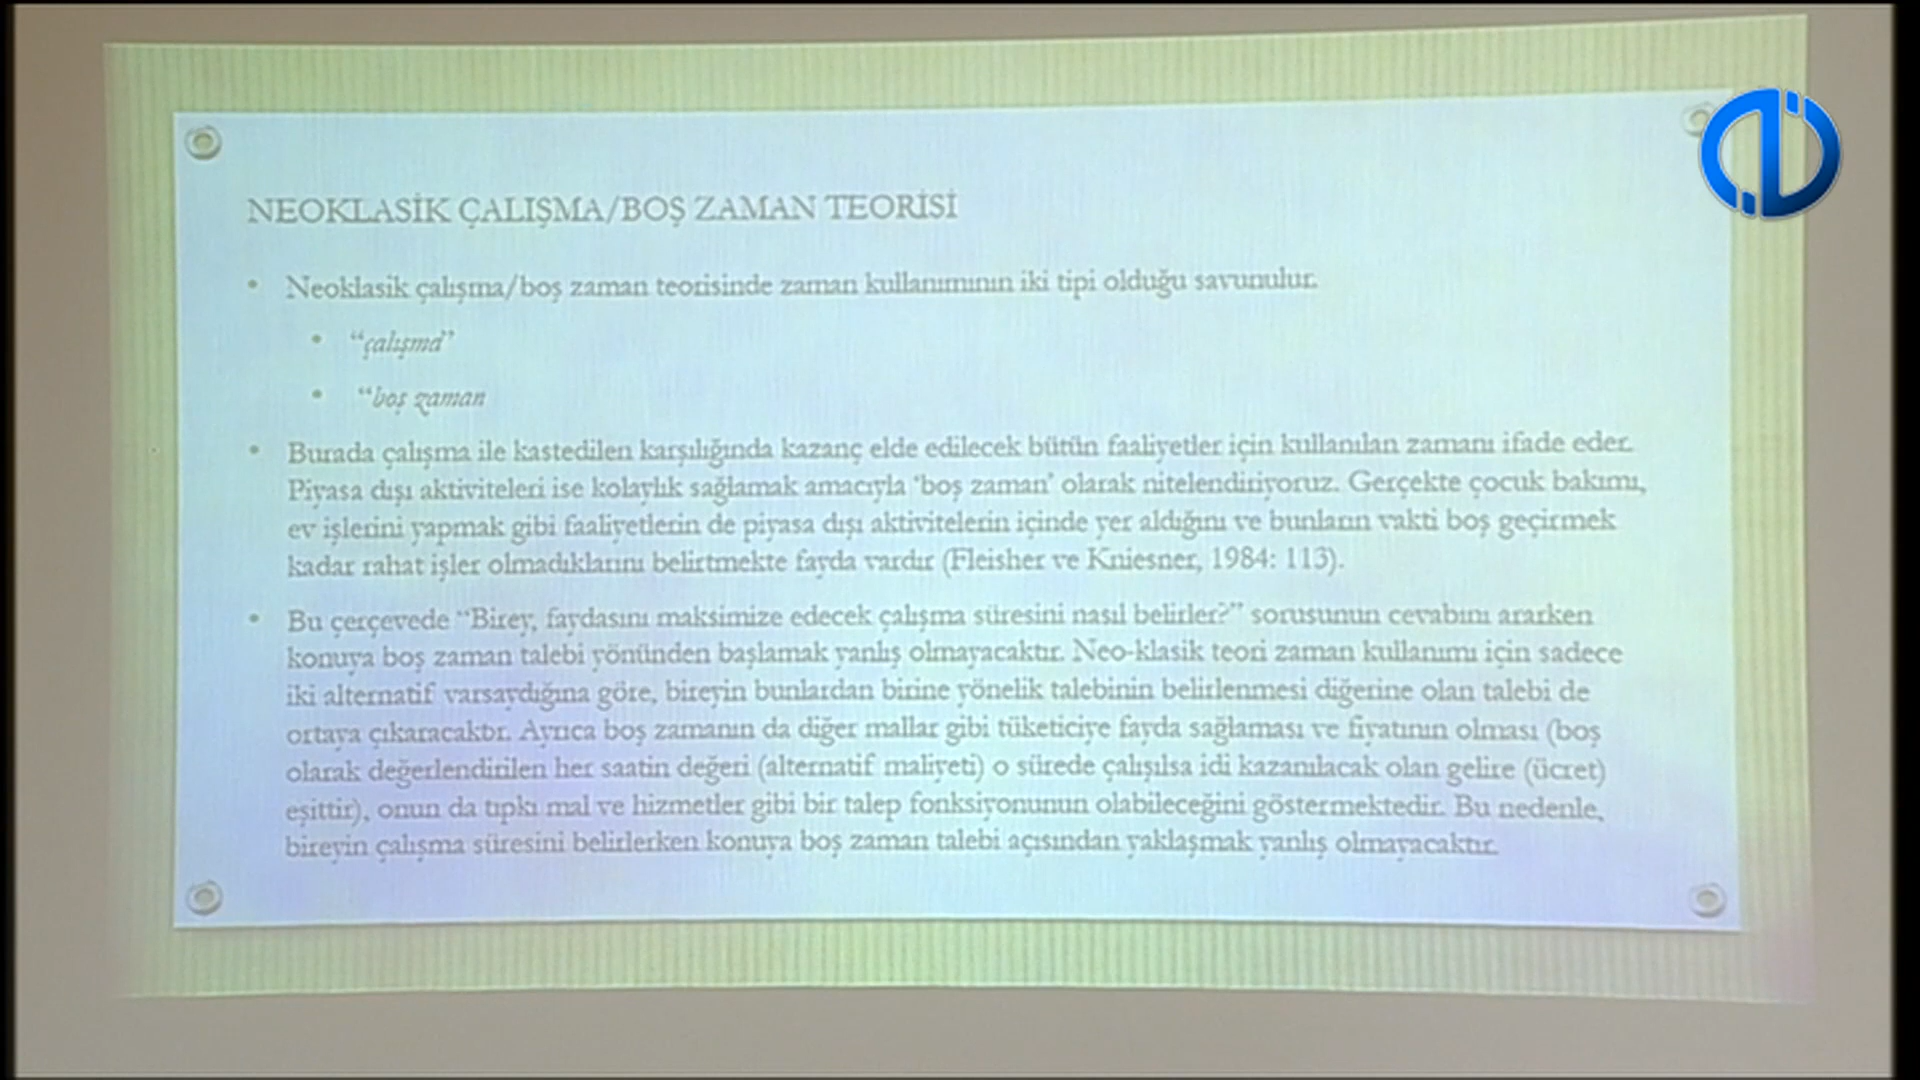 NEOKLASİK ÇALIŞMA/BOŞ ZAMAN TEORİSİ
• Neoklasik çalışma/boş zaman teorisinde zaman kullanımının iki tipi olduğu savunulur.
• “çalışma”
• “boş zaman
• Burada çalışma ile kastedilen karşılığında kazanç elde edilecek bütün faaliyetler için kullanılan zamanı ifade eder.
Piyasa dışı aktiviteleri ise kolaylık sağlamak amacıyla ‘boş zaman’ olarak nitelendiriyoruz. Gerçekte çocuk bakımı,
ev işlerini yapmak gibi faaliyetlerin de piyasa dışı aktivitelerin içinde yer aldığını ve bunların vakti boş geçirmek
kadar rahat işler olmadıklarını belirtmekte fayda vardır (Fleisher ve Kniesner, 1984: 113).
• Bu çerçevede “Birey, faydasını maksimize edecek çalışma süresini nasıl belirler?” sorusunun cevabını ararken
konuya boş zaman talebi yönünden başlamak yanlış olmayacaktır. Neo-klasik teori zaman kullanımı için sadece
iki alternatif varsaydığına göre, bireyin bunlardan birine yönelik talebinin belirlenmesi diğerine olan talebi de
ortaya çıkaracaktır. Ayrıca boş zamanın da diğer mallar gibi tüketiciye fayda sağlaması ve fiyatının olması (boş
olarak değerlendirilen her saatin değeri (alternatif maliyeti) o sürede çalışılsa idi kazanılacak olan gelire (ücret)
eşittir), onun da tıpkı mal ve hizmetler gibi bir talep fonksiyonunun olabileceğini göstermektedir. Bu nedenle,
bireyin çalışma süresini belirlerken konuya boş zaman talebi açısından yaklaşmak yanlış olmayacaktır.